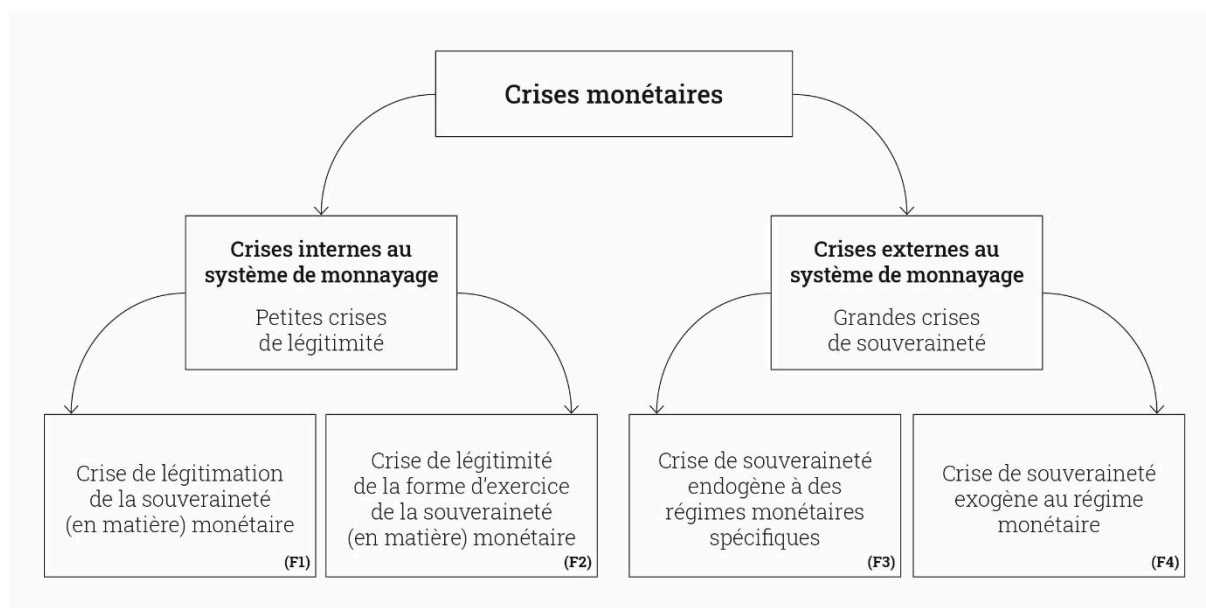 Crises monétaires
Crises internes au
système de monnayage
Petites crises
de légitimité
Crises externes au
système de monnayage
Grandes crises
de souveraineté
Crise de légitimation
de la souveraineté
(en matière) monétaire
(F1)
Crise de légitimité
de la forme d'exercice
de la souveraineté
(en matière) monétaire
(F2)
Crise de souveraineté
endogène à des
régimes monétaires
spécifiques
(F3)
Crise de souveraineté
exogène au régime
monétaire
(F4)